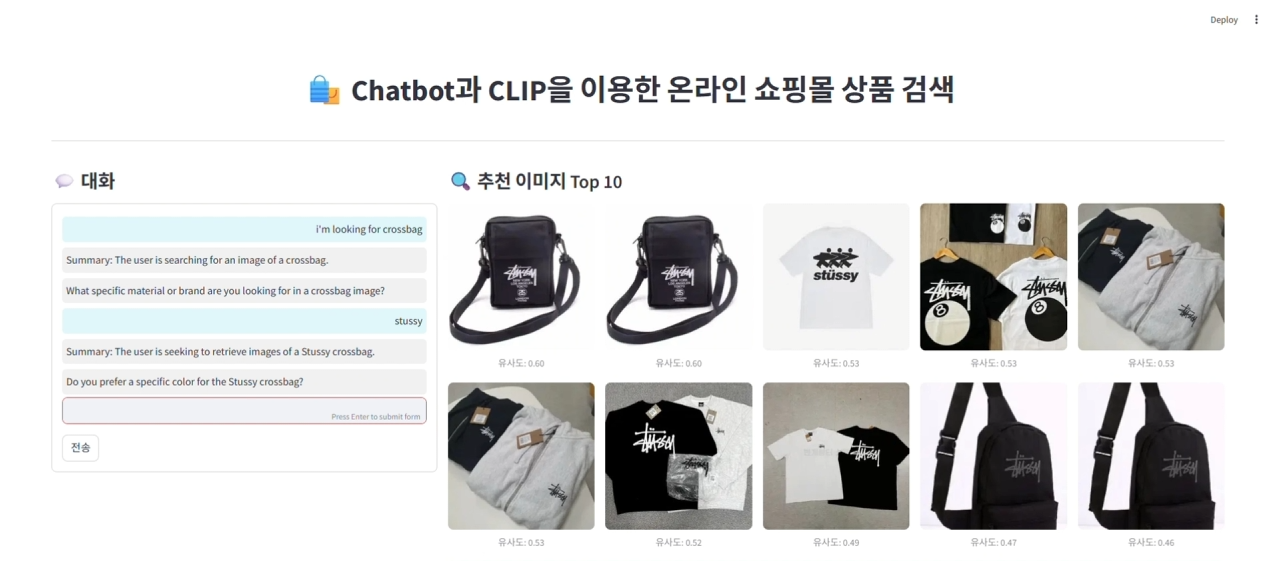 Deploy
Chatbot과 CLIP을 이용한 온라인 쇼핑몰 상품 검색
대화
i'm looking for crossbag
Summary: The user is searching for an image of a crossbag.
What specific material or brand are you looking for in a crossbag image?
stussy
Summary: The user is seeking to retrieve images of a Stussy crossbag.
Do you prefer a specific color for the Stussy crossbag?
Press Enter to submit form
전송
추천 이미지 Top 10
stüssy
8
8
유사도: 0.60
유사도: 0.60
유사도: 0.53
유사도: 0.53
유사도: 0.53
유사도: 0.53
유사도: 0.52
유사도: 0.49
유사도: 0.47
유사도: 0.46